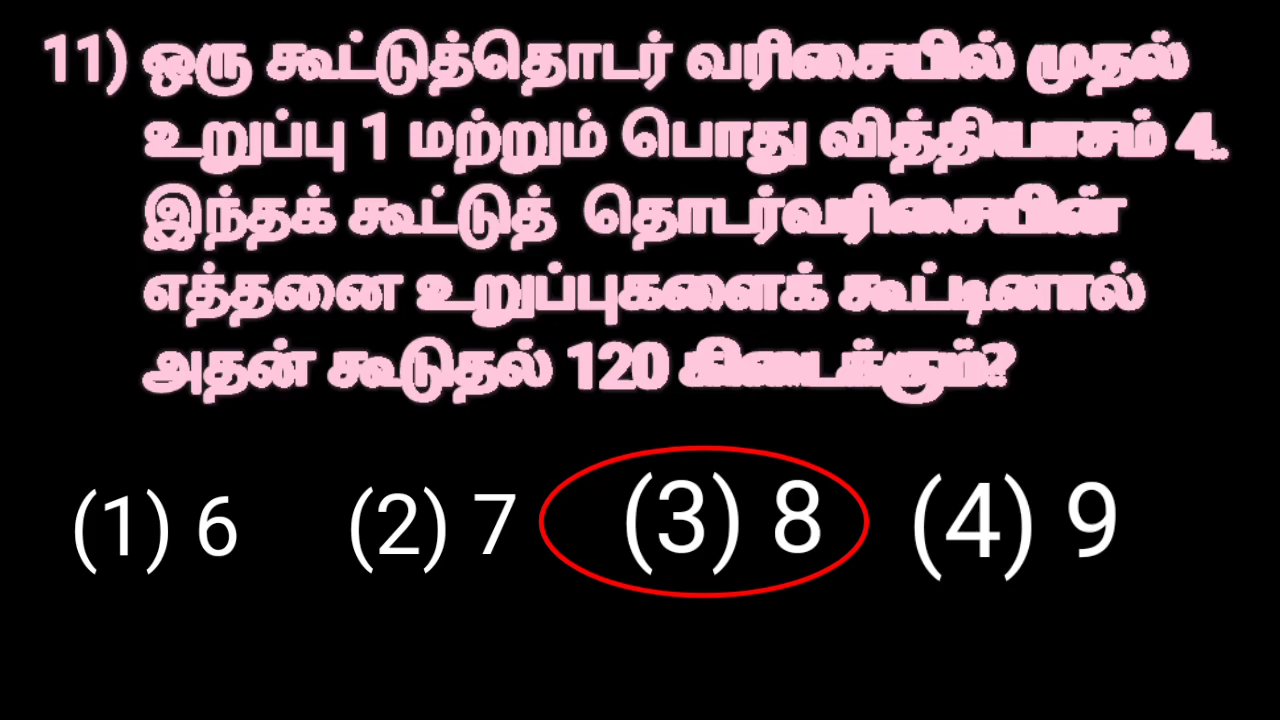 11) ஒரு கூட்டுத்தொடர் வரிசையில் முதல்
உறுப்பு 1 மற்றும் பொது வித்தியாசம் 4.
இந்தக் கூட்டுத் தொடர்வரிசையின்
எத்தனை உறுப்புகளைக் கூட்டினால்
அதன் கூடுதல் 120 கிடைக்கும்?
(1) 6 (2) 7 (3) 8 (4) 9